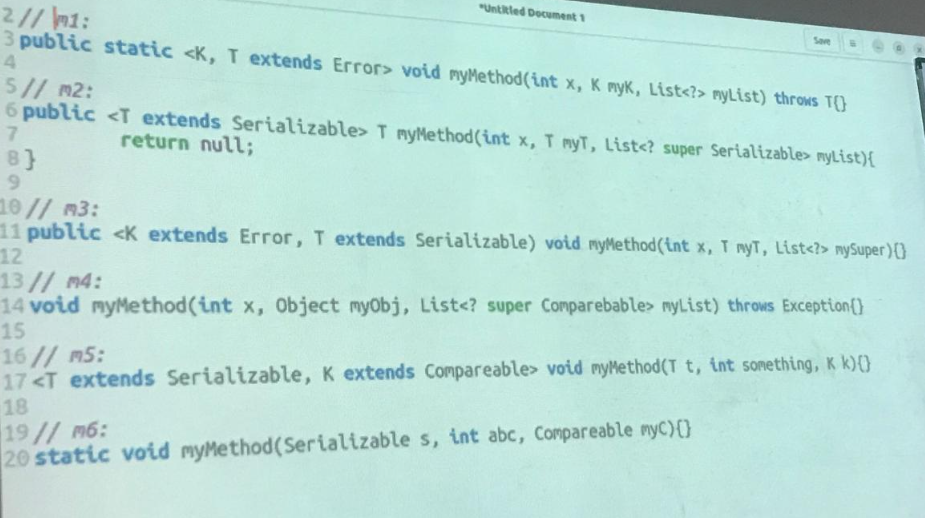 *Untitled Document 1
Save
2 // m1:
3 public static <K, T extends Error> void myMethod(int x, K myK, List<?> myList) throws T{}
4
5 // m2:
6 public <T extends Serializable> T myMethod(int x, T myT, List<? super Serializable> myList){
7 return null;
8 }
9
10 // m3:
11 public <K extends Error, T extends Serializable) void myMethod(int x, T myT, List<?> mySuper){}
12
13 // m4:
14 void myMethod(int x, Object myObj, List<? super Comparebable> myList) throws Exception{}
15
16 // m5:
17 <T extends Serializable, K extends Compareable> void myMethod(T t, int something, K k){}
18
19 // m6:
20 static void myMethod(Serializable s, int abc, Compareable myC){}